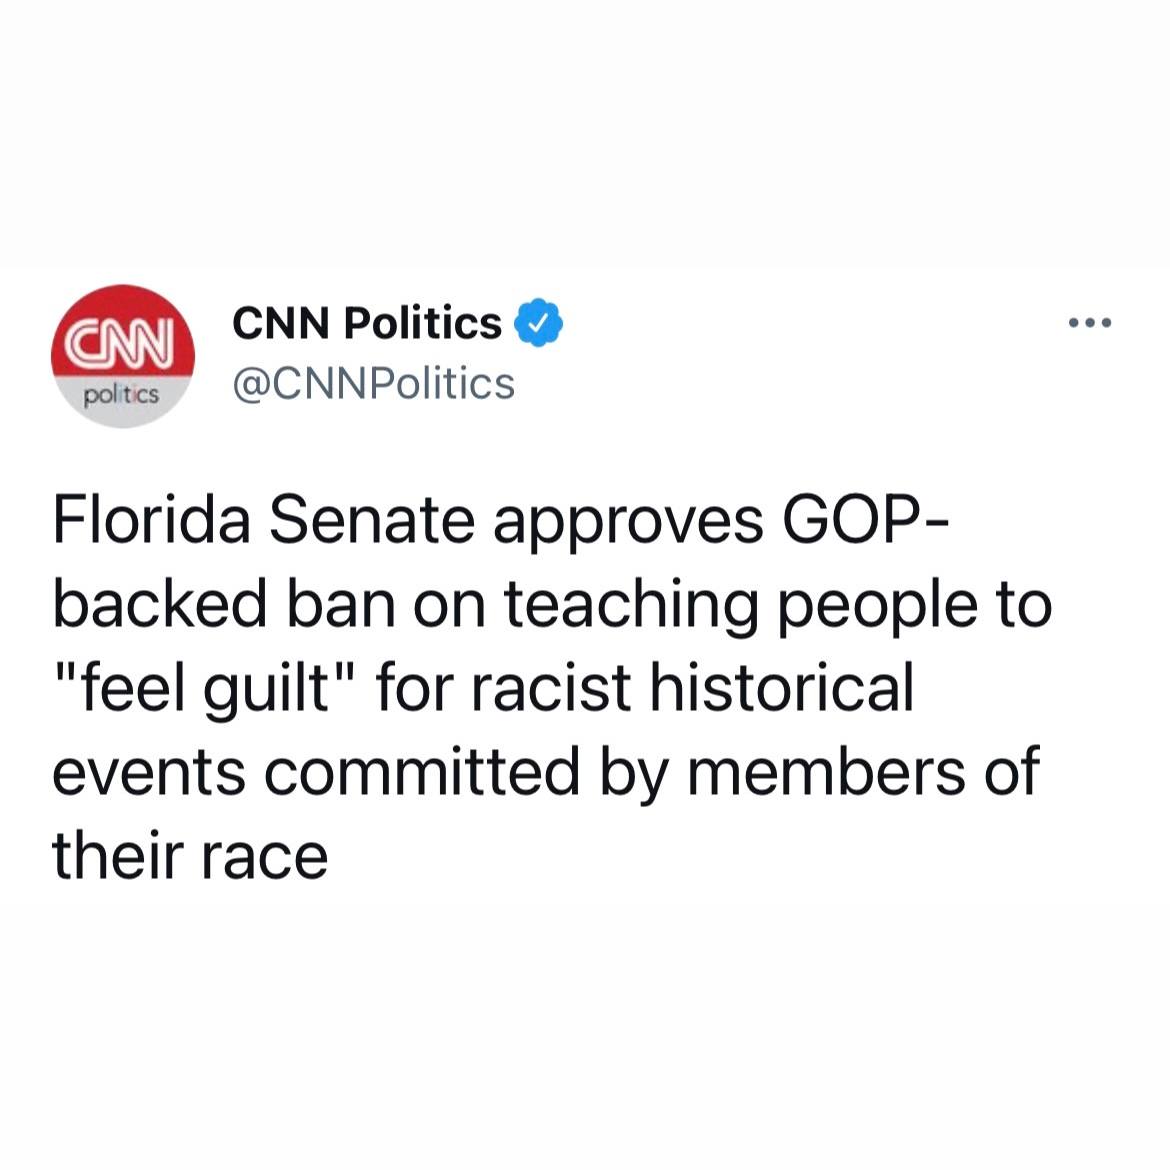 CNN
politics
CNN Politics
@CNNPolitics
Florida Senate approves GOP-
backed ban on teaching people to
"feel guilt" for racist historical
events committed by members of
their race